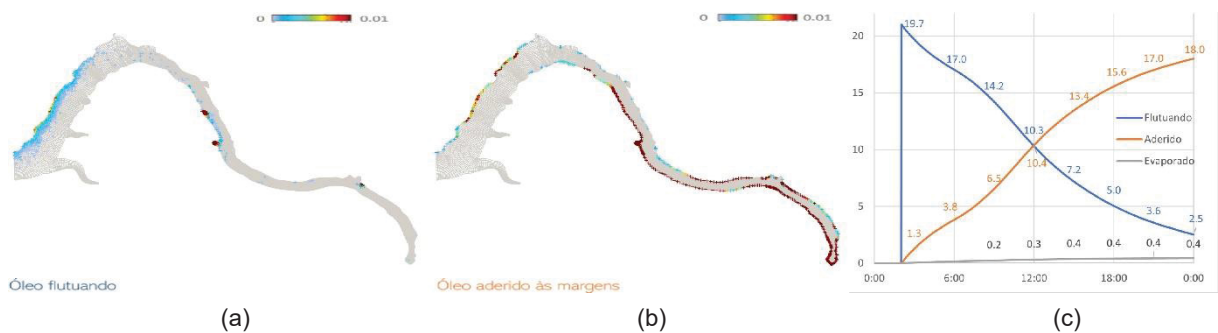 0 0.01
Óleo flutuando
(a)
0 0.01
Óleo aderido às margens
(b)
20
15
10
5
0
19.7
17.0
14.2
10.3
7.2
5.0
3.6
2.5
1.3
3.8
6.5
10.4
13.4
15.6
17.0
18.0
0.2 0.3 0.4 0.4 0.4 0.4
Flutuando
Aderido
Evaporado
0:00 6:00 12:00 18:00 0:00
(c)